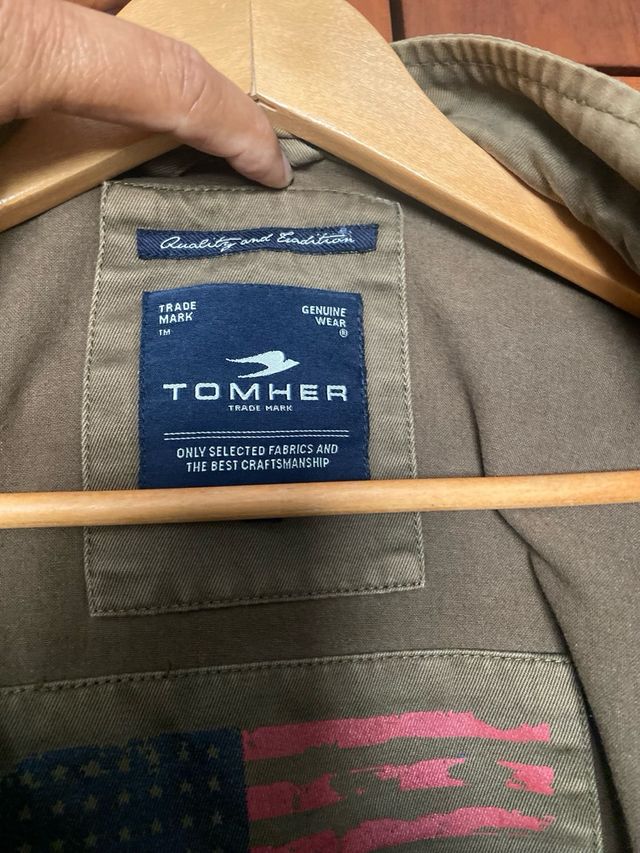 Quality and Tradition
TRADE
MARK
TM
GENUINE
WEAR
®
TOMHER
TRADE MARK
ONLY SELECTED FABRICS AND
THE BEST CRAFTSMANSHIP